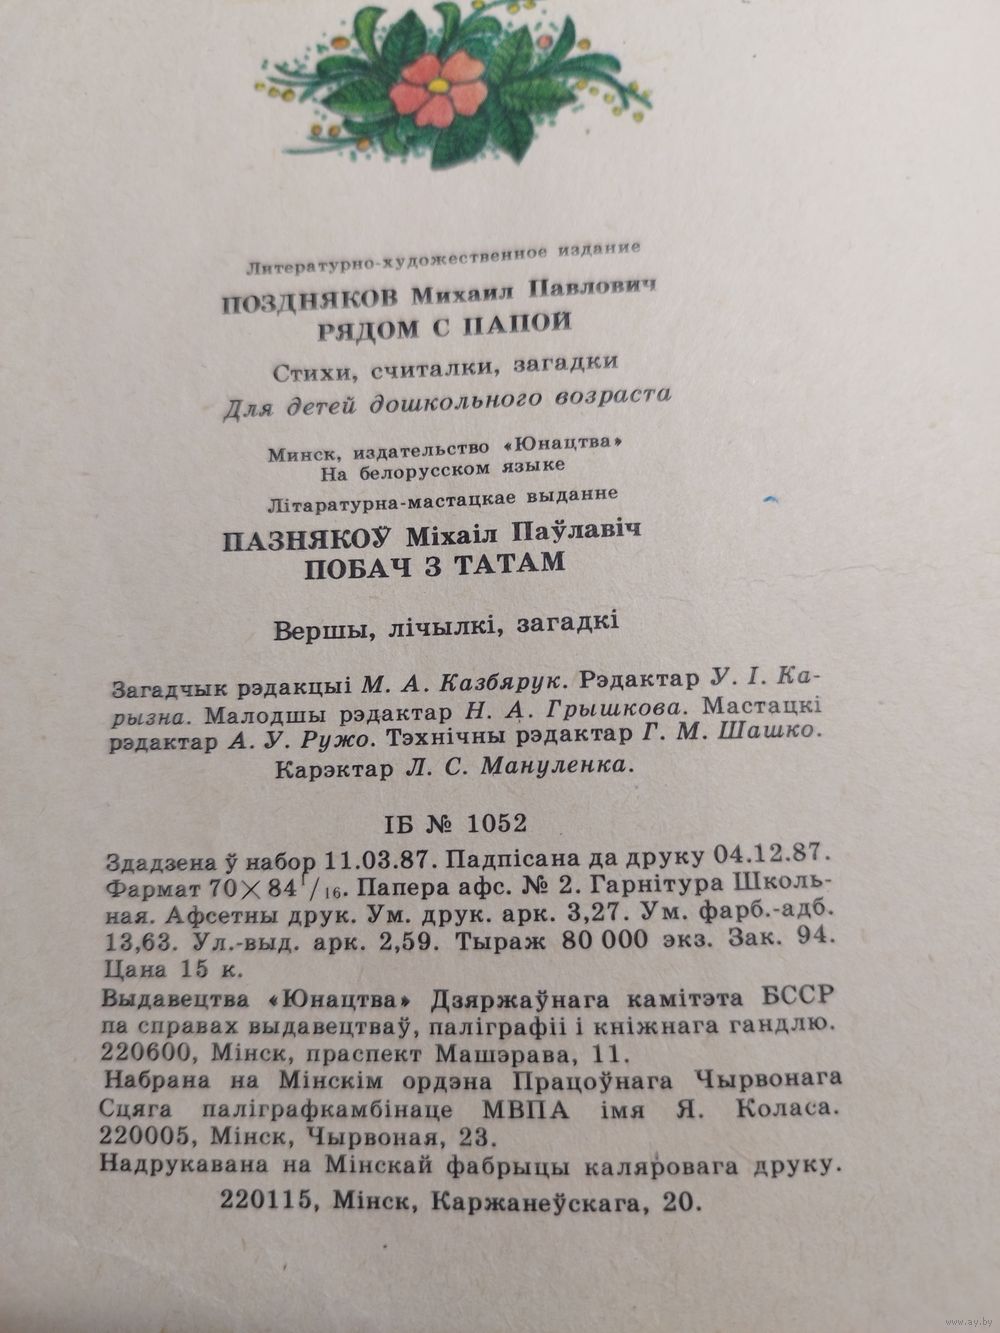 Литературно-художественное издание
ПОЗДНЯКОВ Михаил Павлович
РЯДОМ С ПАПОЙ
Стихи, считалки, загадки
Для детей дошкольного возраста
Минск, издательство «Юнацтва»
На белорусском языке
Літаратурна-мастацкае выданне
ПАЗНЯКОЎ Міхаіл Паўлавіч
ПОБАЧ З ТАТАМ
Вершы, лічылкі, загадкі
Загадчык рэдакцыі М. А. Казбярук. Рэдактар У. І. Ка-
рызна. Малодшы рэдактар Н. А. Грышкова. Мастацкі
рэдактар А. У. Ружо. Тэхнічны рэдактар Г. М. Шашко.
Карэктар Л. С. Мануленка.
ІБ № 1052
Здадзена ў набор 11.03.87. Падпісана да друку 04.12.87.
Фармат 70×84 1/16. Папера афс. № 2. Гарнітура Школь-
ная. Афсетны друк. Ум. друк. арк. 3,27. Ум. фарб.-адб.
13,63. Ул.-выд. арк. 2,59. Тыраж 80 000 экз. Зак. 94.
Цана 15 к.
Выдавецтва «Юнацтва» Дзяржаўнага камітэта БССР
па справах выдавецтваў, паліграфіі і кніжнага гандлю.
220600, Мінск, праспект Машэрава, 11.
Набрана на Мінскім ордэна Працоўнага Чырвонага
Сцяга паліграфкамбінаце МВПА імя Я. Коласа.
220005, Мінск, Чырвоная, 23.
Надрукавана на Мінскай фабрыцы каляровага друку.
220115, Мінск, Каржанеўскага, 20.
www.ay.by